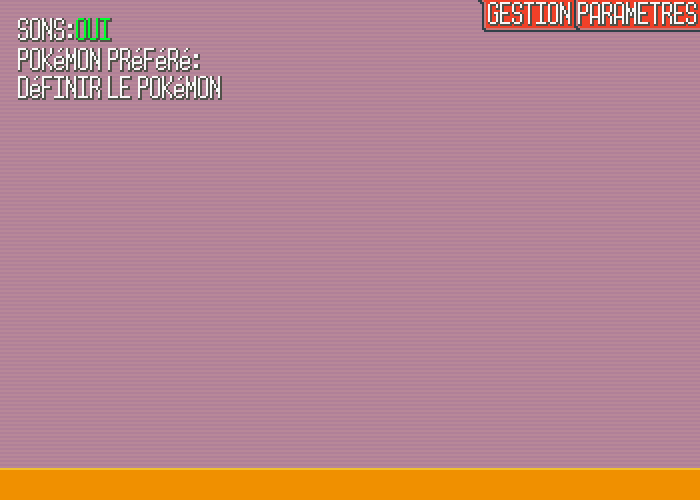 GESTION PARAMETRES
SONS:OUI
POKéMON PRéFéRé:
DéFINIR LE POKéMON